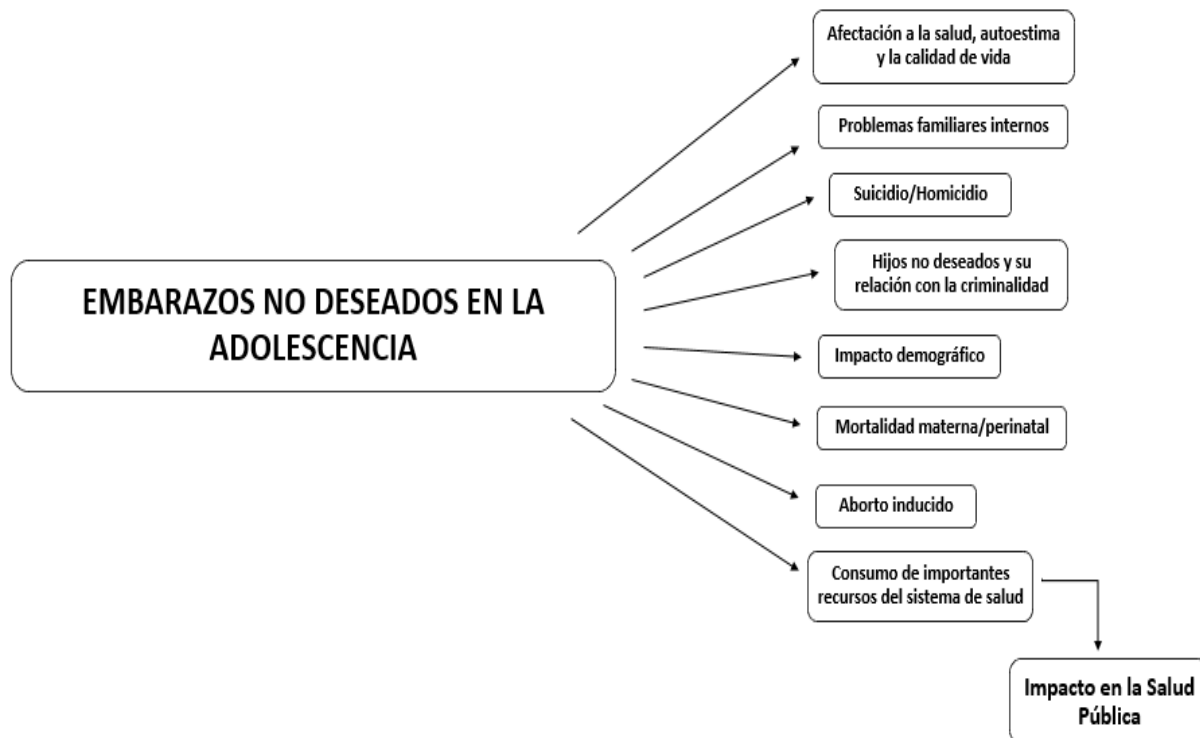 Afectación a la salud, autoestima
y la calidad de vida
Problemas familiares internos
Suicidio/Homicidio
Hijos no deseados y su
relación con la criminalidad
EMBARAZOS NO DESEADOS EN LA
ADOLESCENCIA
Impacto demográfico
Mortalidad materna/perinatal
Aborto inducido
Consumo de importantes
recursos del sistema de salud
Impacto en la Salud
Pública